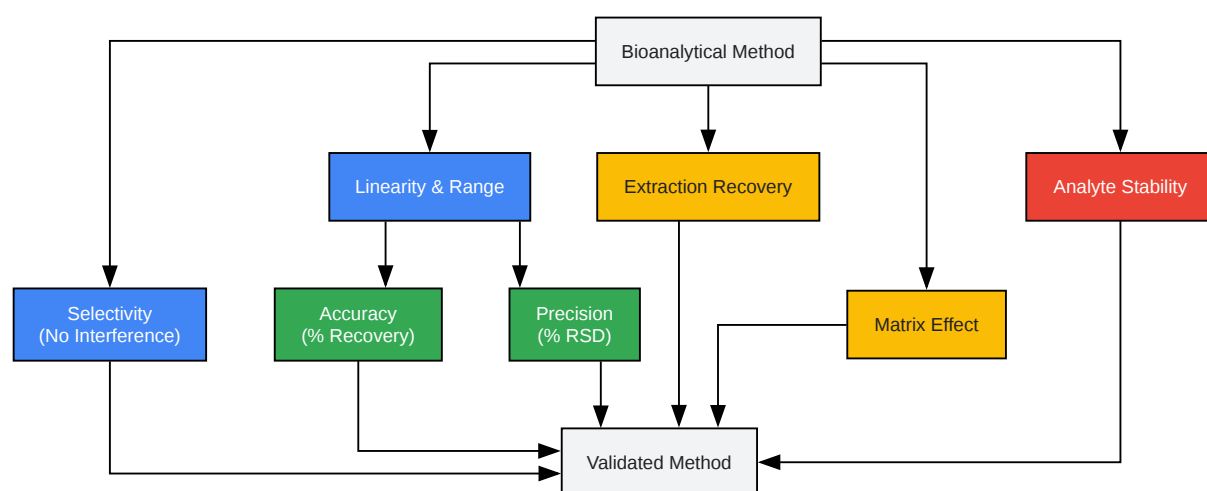 Bioanalytical Method
Linearity & Range
Extraction Recovery
Analyte Stability
Selectivity
(No Interference)
Accuracy
(% Recovery)
Precision
(% RSD)
Matrix Effect
Validated Method